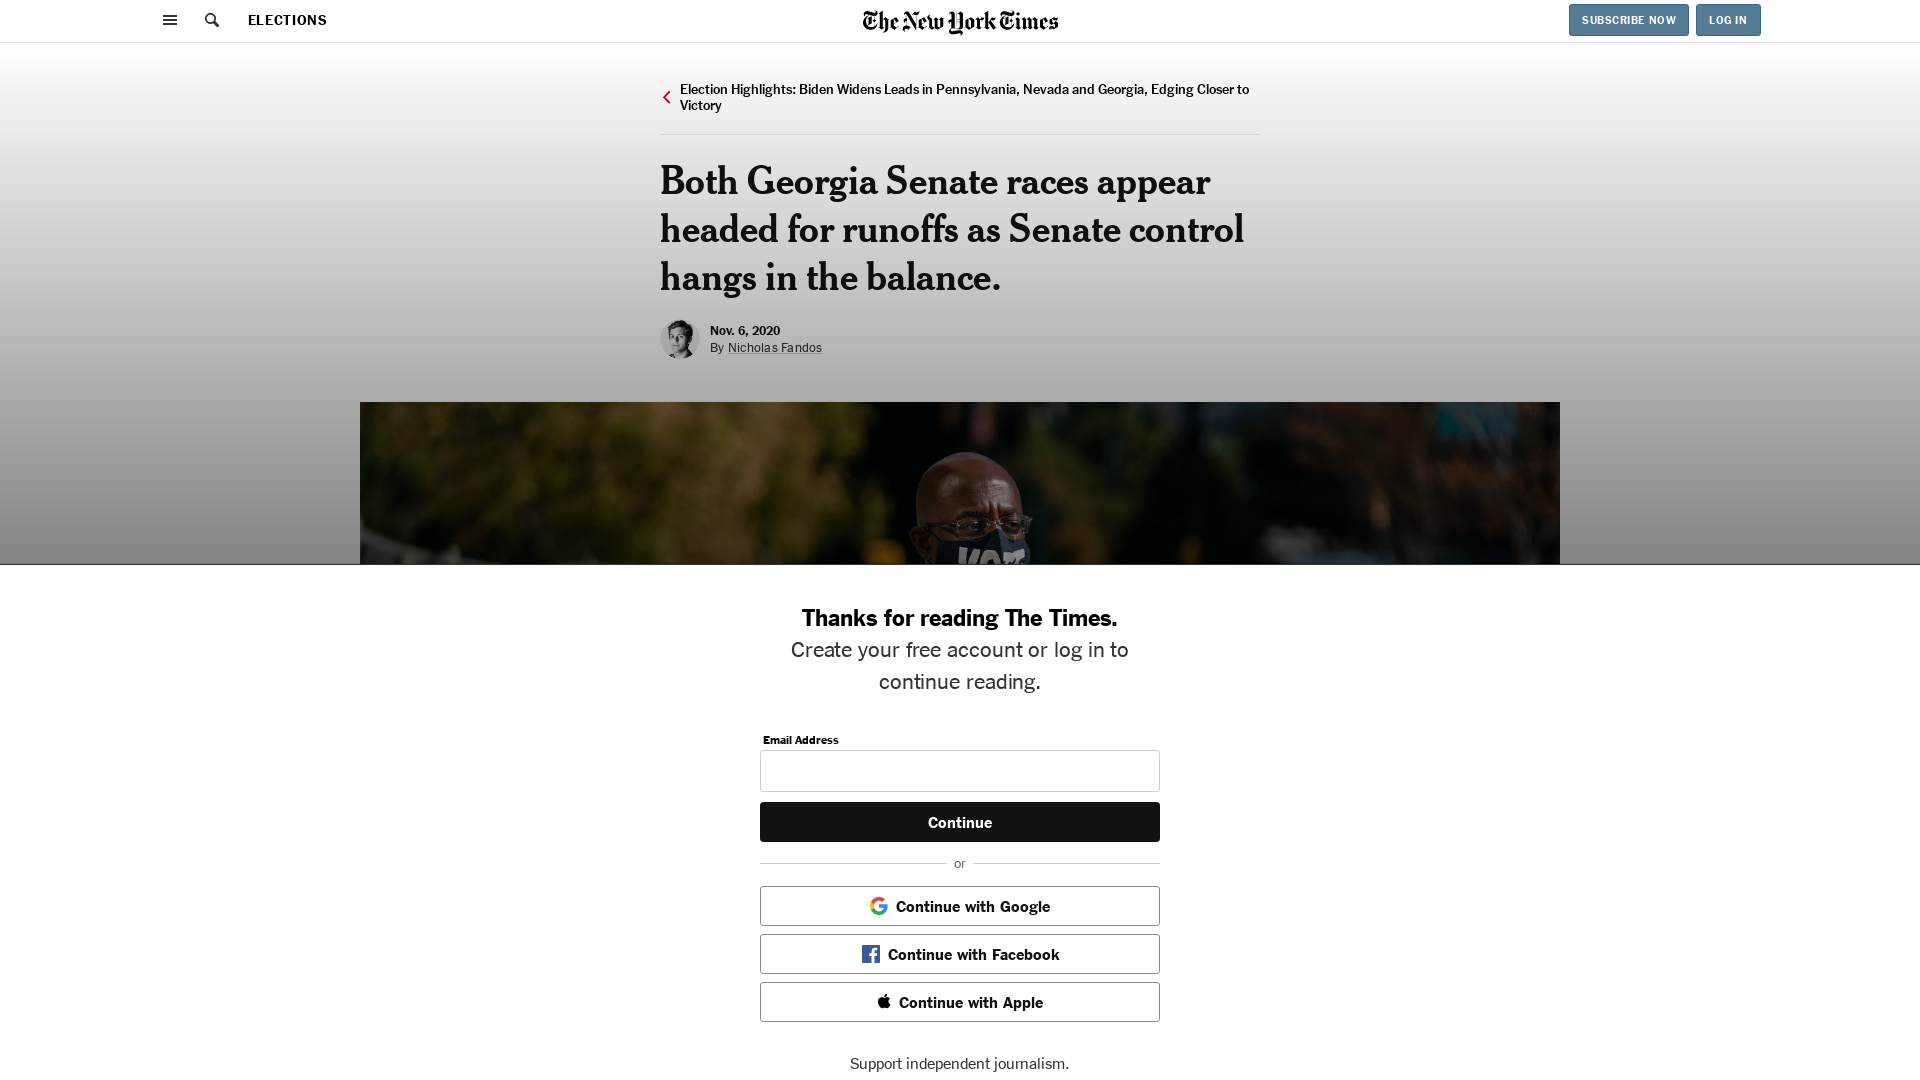 ELECTIONS
The New York Times
SUBSCRIBE NOW
LOG IN
Election Highlights: Biden Widens Leads in Pennsylvania, Nevada and Georgia, Edging Closer to
Victory
Both Georgia Senate races appear
headed for runoffs as Senate control
hangs in the balance.
Nov. 6, 2020
By Nicholas Fandos
VOTE
Thanks for reading The Times.
Create your free account or log in to
continue reading.
Email Address
Continue
or
Continue with Google
Continue with Facebook
Continue with Apple
Support independent journalism.